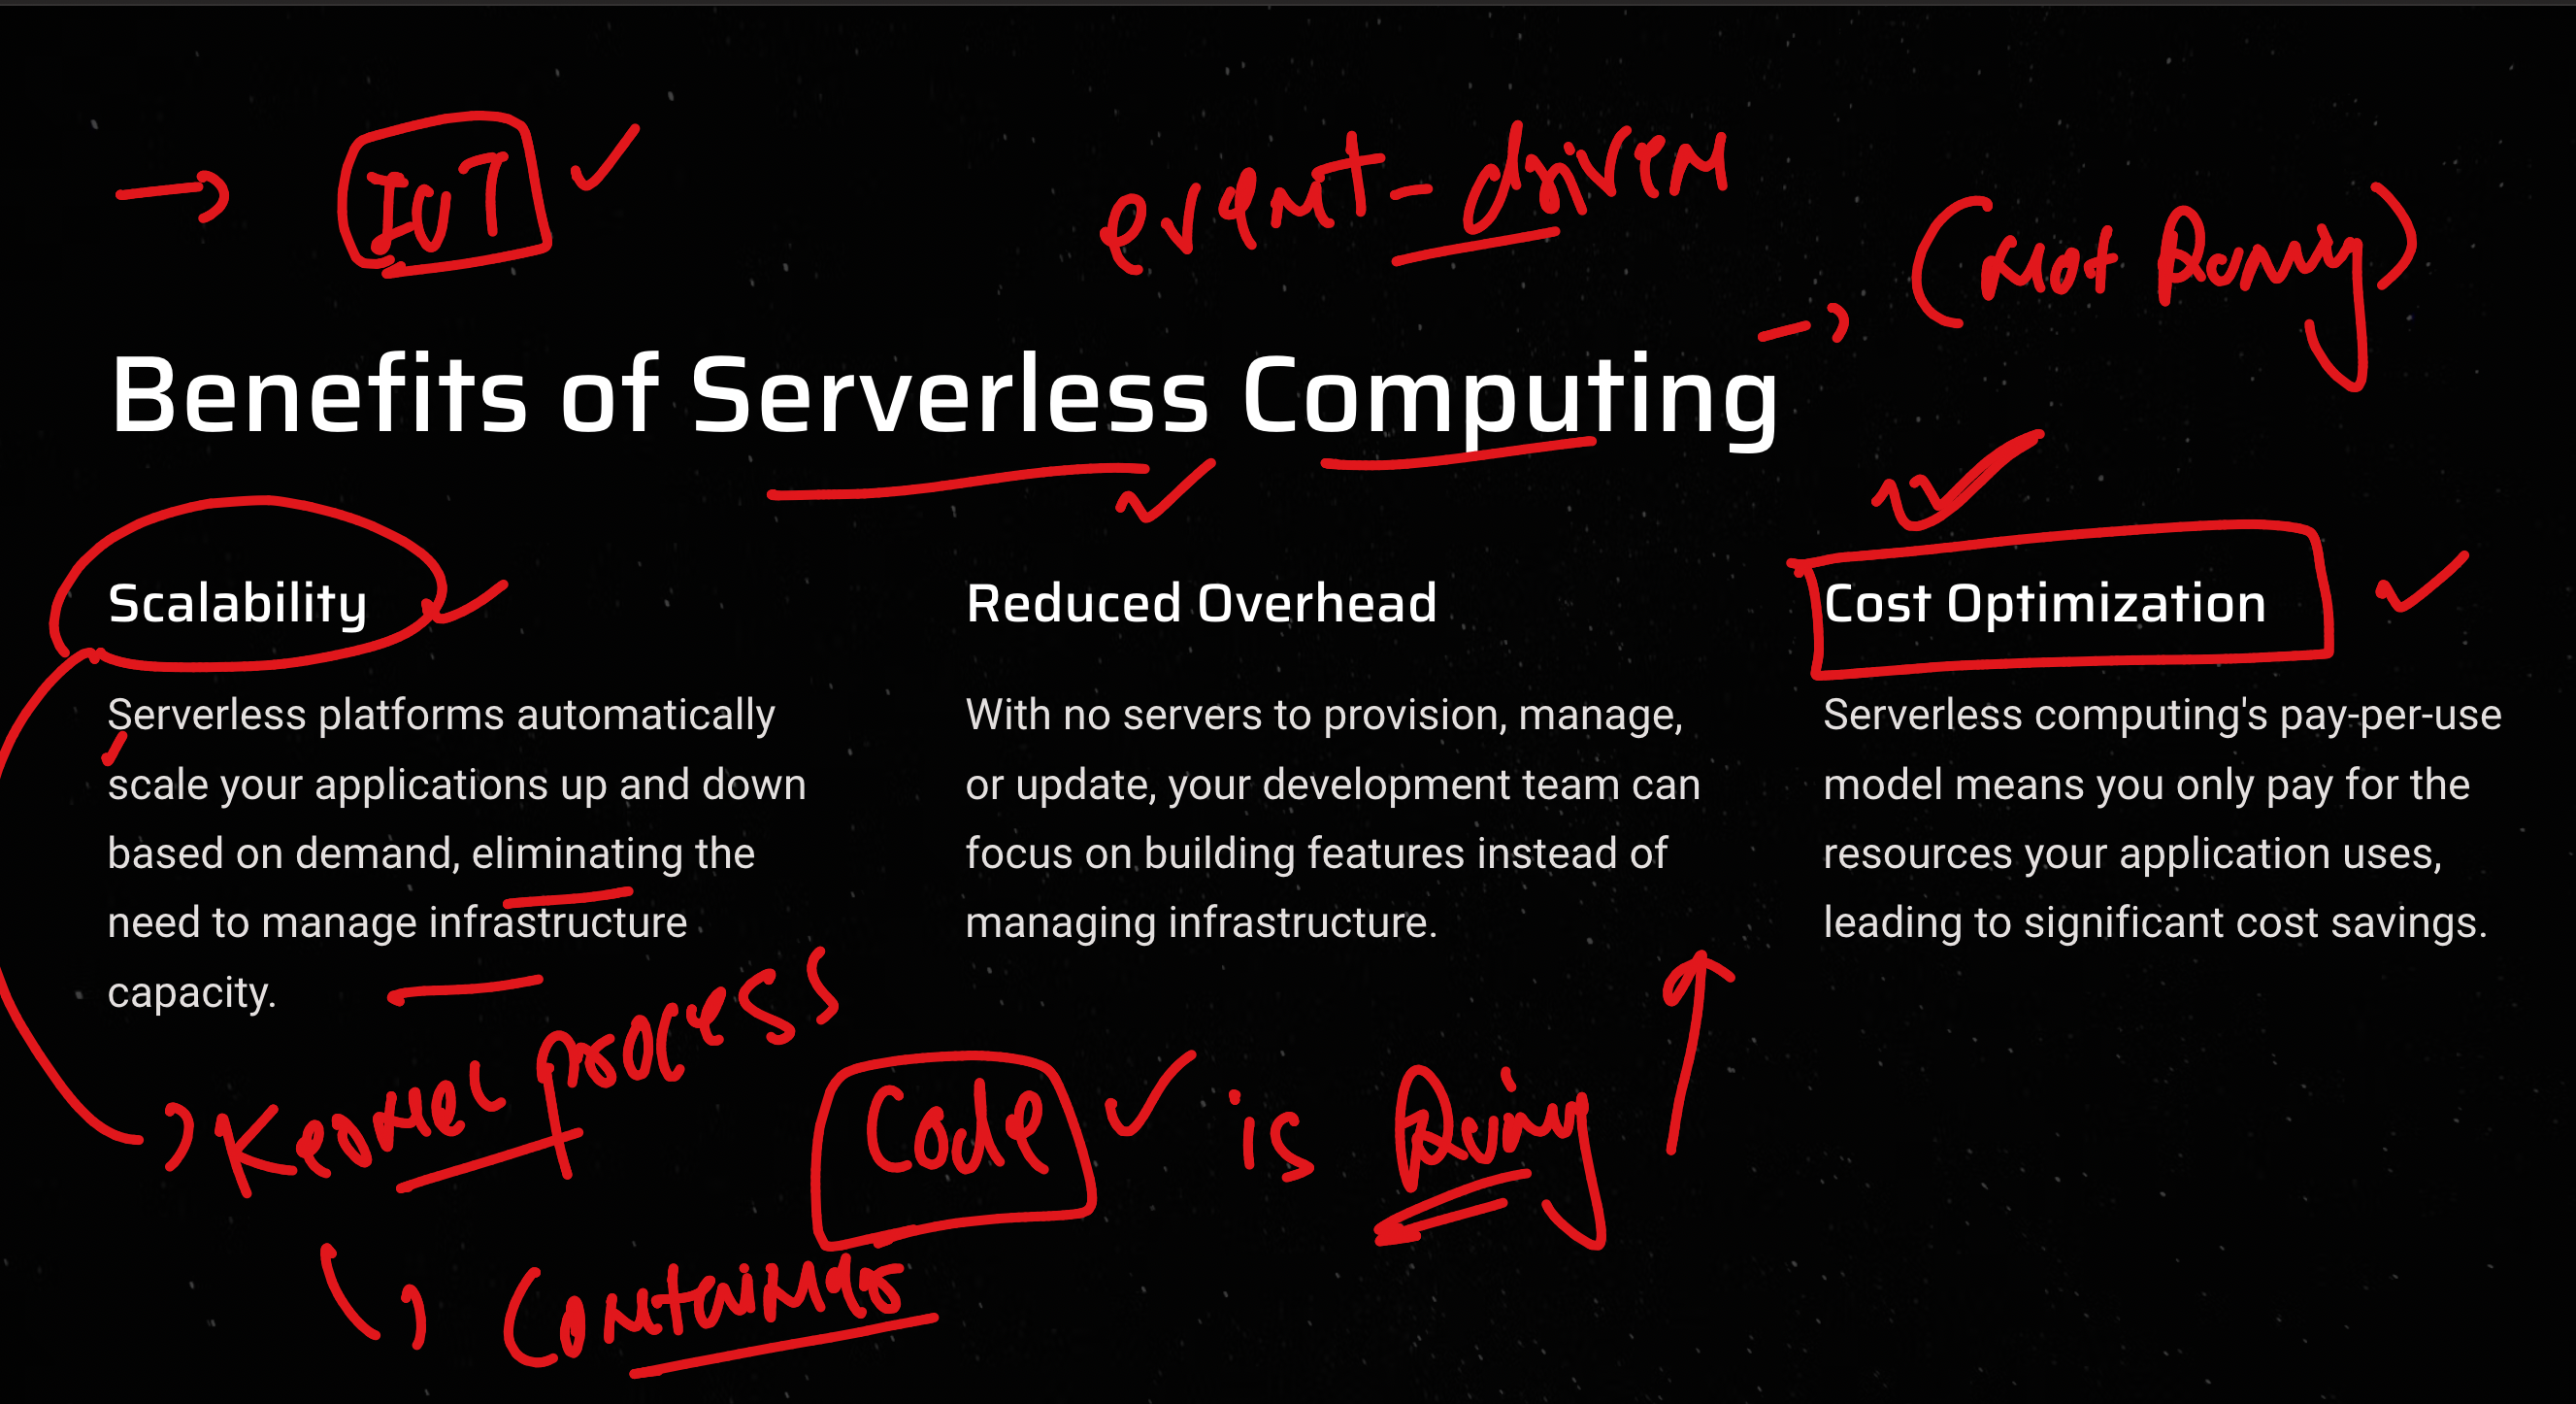 IoT
event-driven
(not Runing)
Benefits of Serverless Computing
Scalability
Serverless platforms automatically
scale your applications up and down
based on demand, eliminating the
need to manage infrastructure
capacity.
Reduced Overhead
With no servers to provision, manage,
or update, your development team can
focus on building features instead of
managing infrastructure.
Cost Optimization
Serverless computing's pay-per-use
model means you only pay for the
resources your application uses,
leading to significant cost savings.
Kernel process
Code is Runing
Container